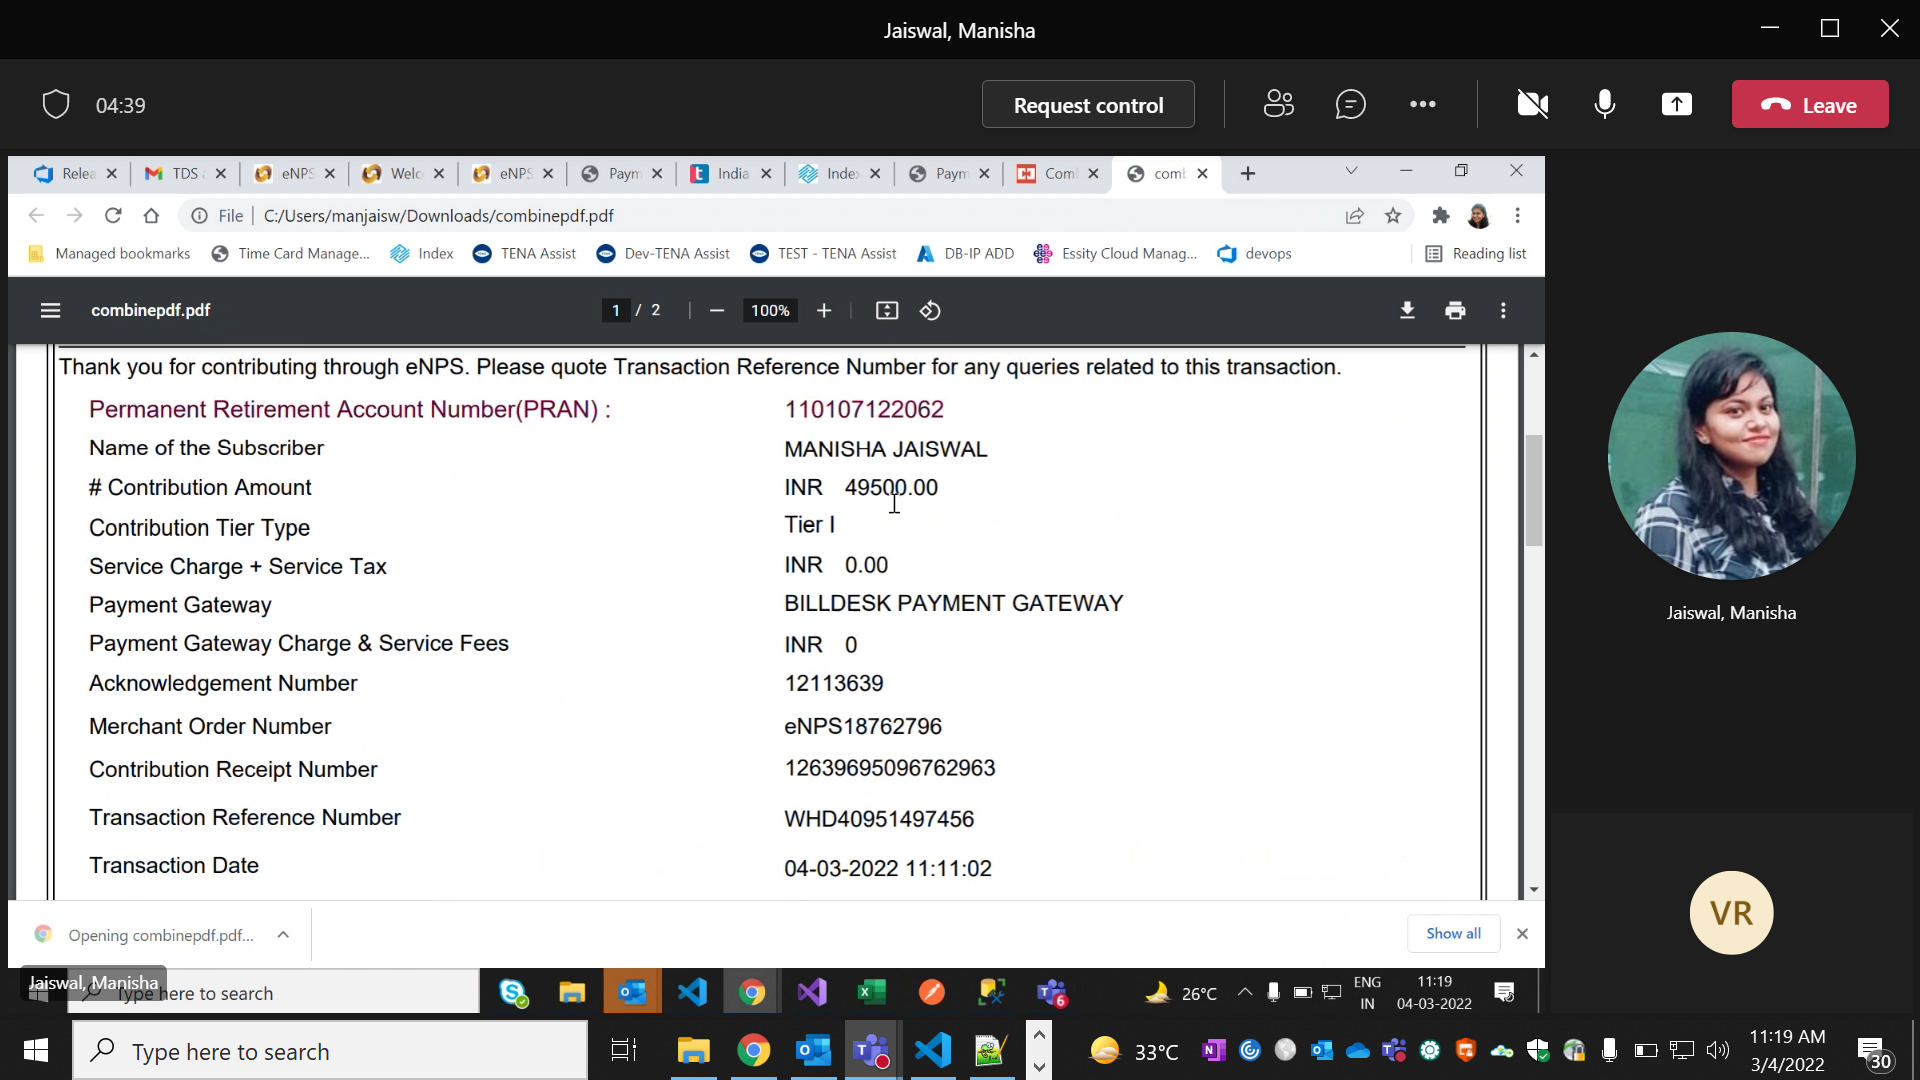 Jaiswal, Manisha
04:39
Request control
Leave
Relea
TDS
eNPS
Welc
eNPS
Paym
India
Index
Paym
Com
comb
File
C:/Users/manjaisw/Downloads/combinepdf.pdf
Managed bookmarks
Time Card Manage...
Index
TENA Assist
Dev-TENA Assist
TEST - TENA Assist
DB-IP ADD
Essity Cloud Manag...
devops
Reading list
combinepdf.pdf
1 / 2
100%
Thank you for contributing through eNPS. Please quote Transaction Reference Number for any queries related to this transaction.
Permanent Retirement Account Number(PRAN) : 110107122062
Name of the Subscriber MANISHA JAISWAL
# Contribution Amount INR 49500.00
Contribution Tier Type Tier I
Service Charge + Service Tax INR 0.00
Payment Gateway BILLDESK PAYMENT GATEWAY
Payment Gateway Charge & Service Fees INR 0
Acknowledgement Number 12113639
Merchant Order Number eNPS18762796
Contribution Receipt Number 12639695096762963
Transaction Reference Number WHD40951497456
Transaction Date 04-03-2022 11:11:02
Jaiswal, Manisha
VR
Opening combinepdf.pdf...
Show all
Jaiswal, Manisha
Type here to search
6
26°C
ENG
IN
11:19
04-03-2022
Type here to search
33°C
11:19 AM
3/4/2022
30